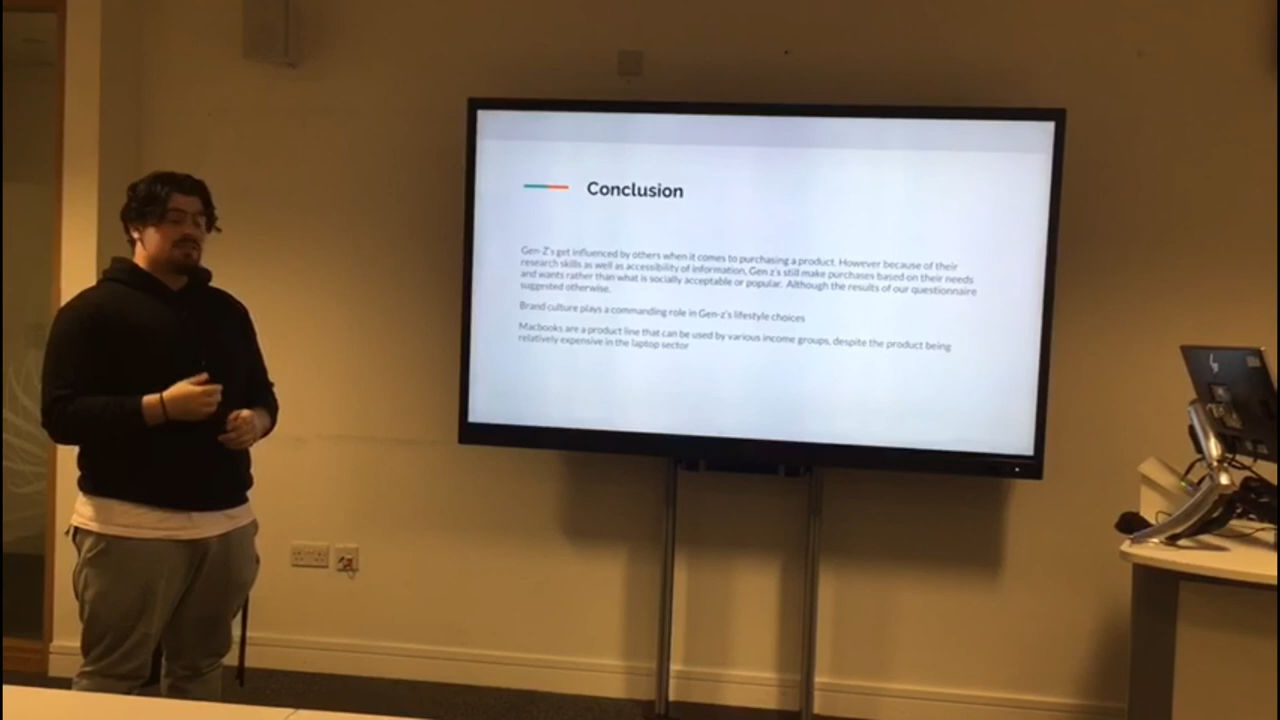 Conclusion
Gen-Z's get influenced by others when it comes to purchasing a product. However because of their
research skills as well as accessibility of information, Gen z's still make purchases based on their needs
and wants rather than what is socially acceptable or popular. Although the results of our questionnaire
suggested otherwise.
Brand culture plays a commanding role in Gen-z's lifestyle choices
Macbooks are a product line that can be used by various income groups, despite the product being
relatively expensive in the laptop sector